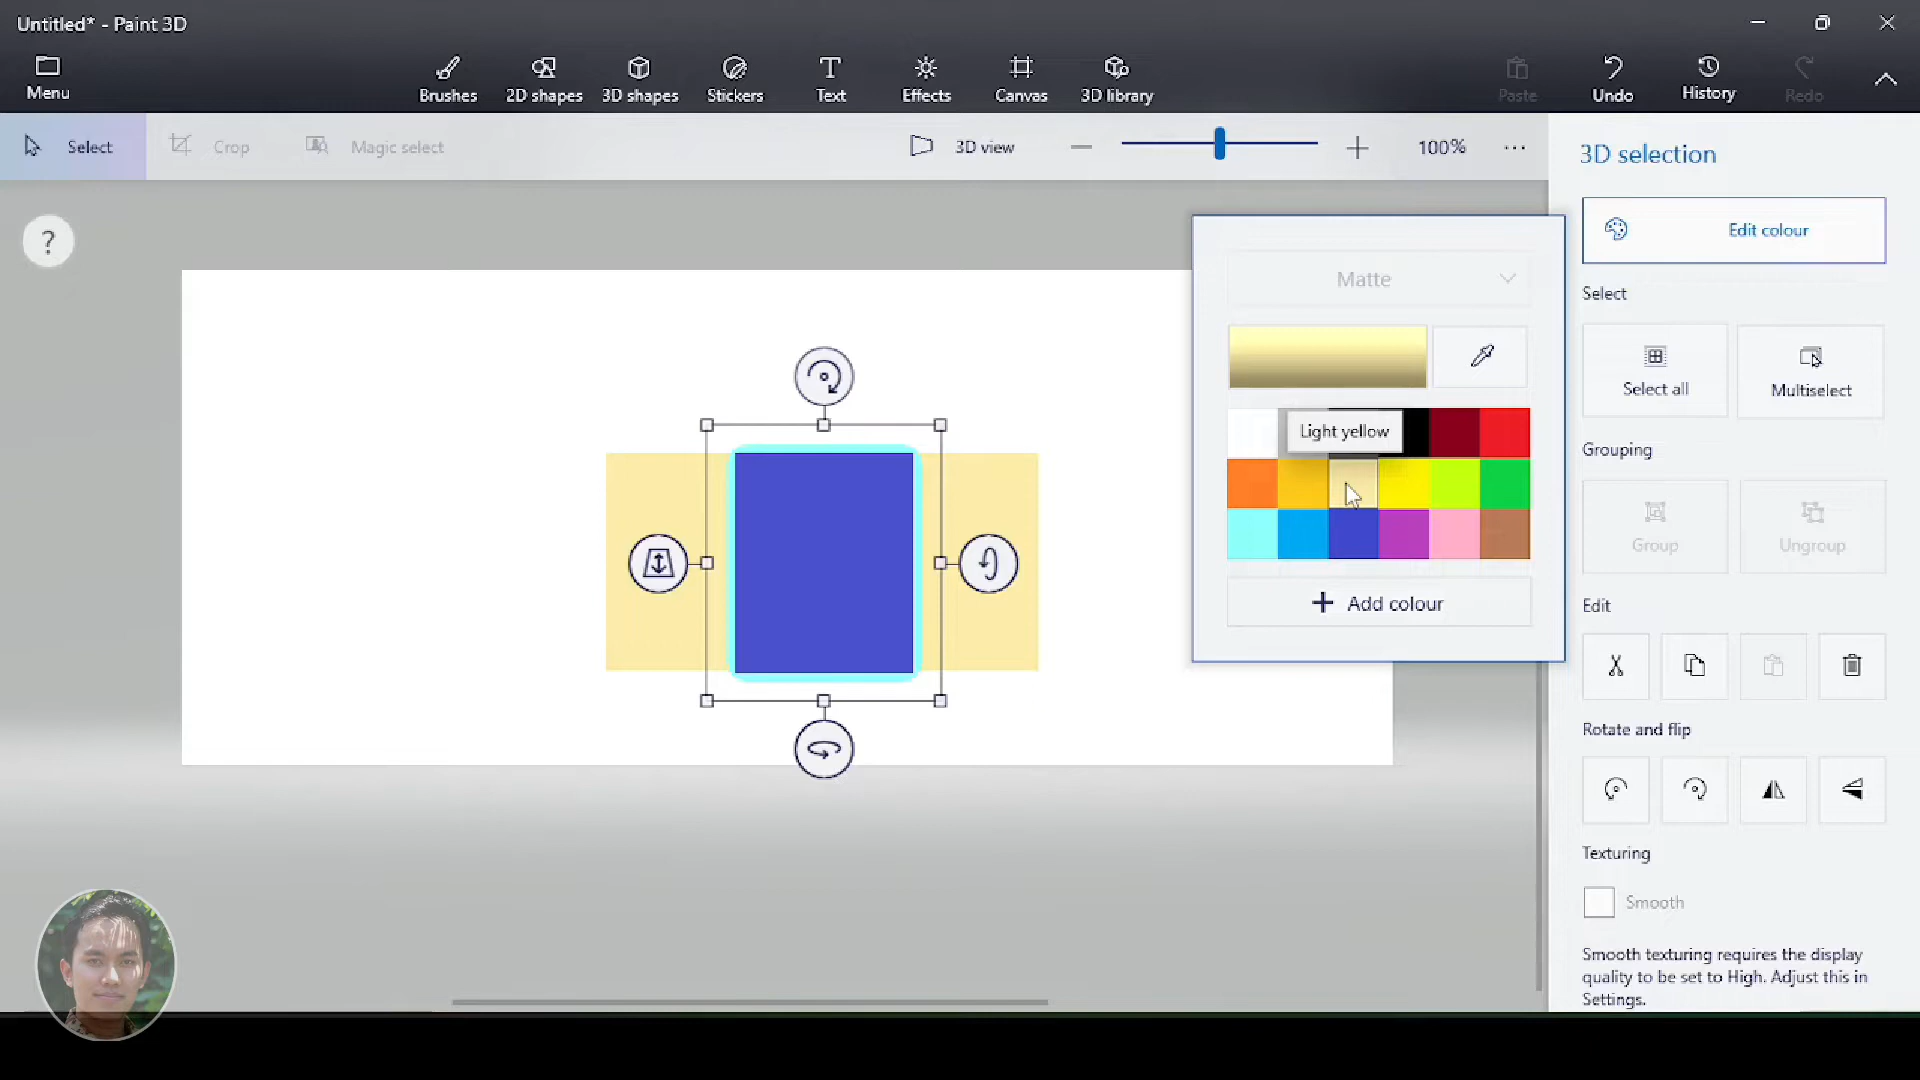 Untitled* - Paint 3D
Menu
Brushes
2D shapes
3D shapes
Stickers
Text
Effects
Canvas
3D library
Paste
Undo
History
Redo
Select
Crop
Magic select
3D view
100%
3D selection
?
Edit colour
Matte
Select
Select all
Multiselect
Light yellow
Grouping
Group
Ungroup
Add colour
Edit
Rotate and flip
Texturing
Smooth
Smooth texturing requires the display
quality to be set to High. Adjust this in
Settings.